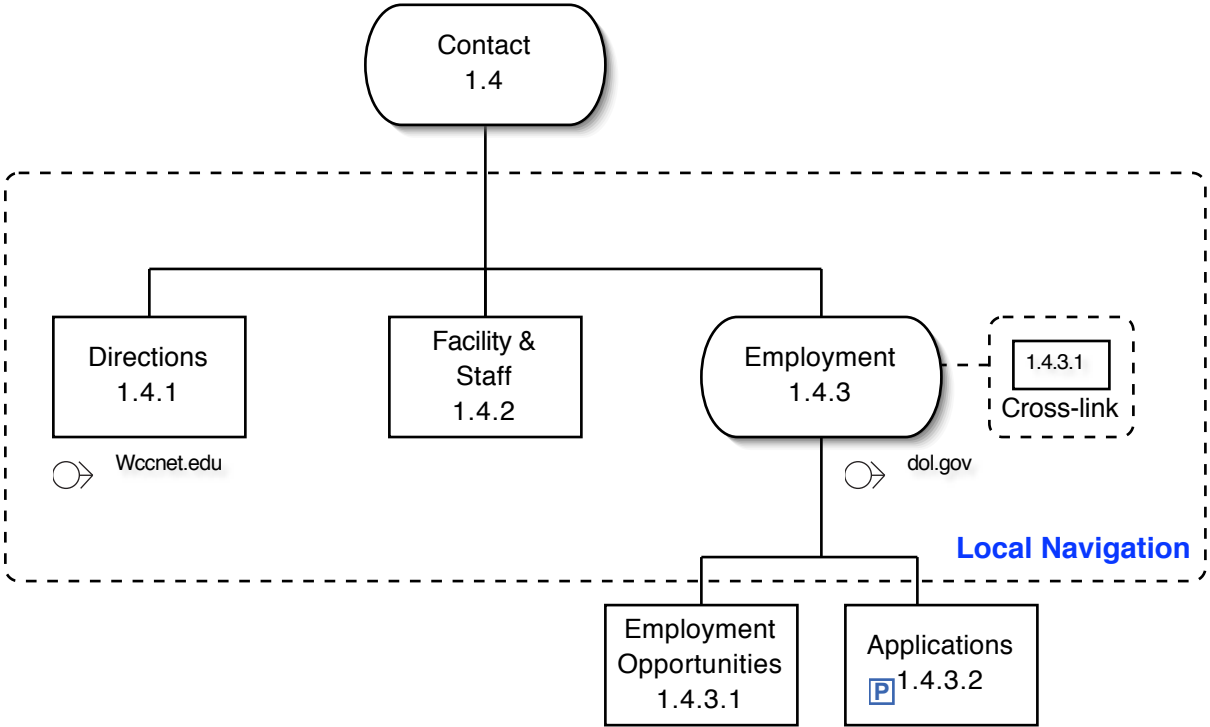 Contact
1.4
Directions
1.4.1
Facility &
Staff
1.4.2
Employment
1.4.3
1.4.3.1
Cross-link
Wccnet.edu
dol.gov
Local Navigation
Employment
Opportunities
1.4.3.1
Applications
P 1.4.3.2